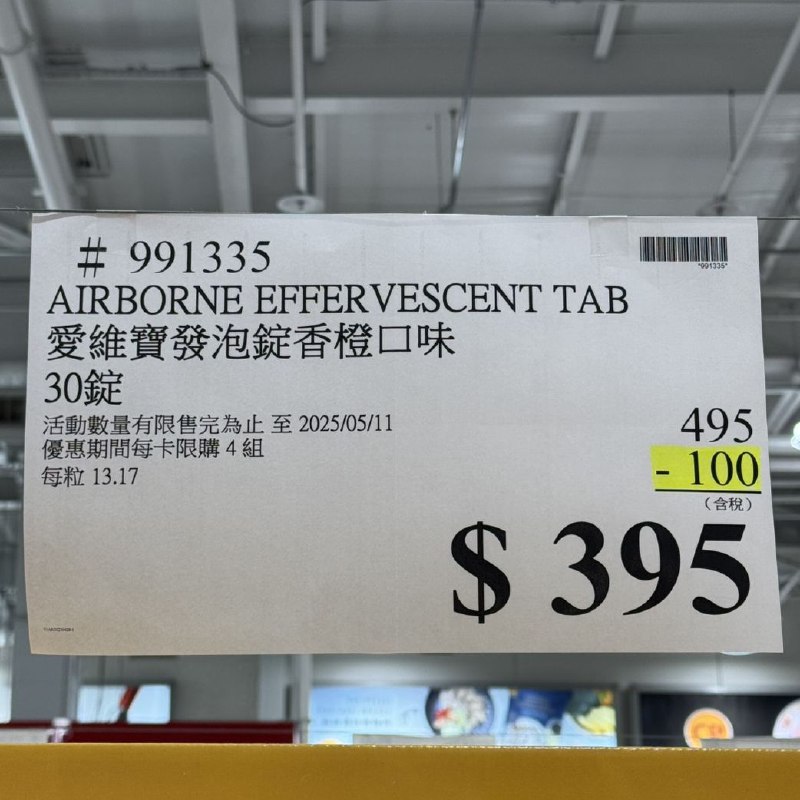 # 991335
*991335*
AIRBORNE EFFERVESCENT TAB
愛維寶發泡錠香橙口味
30錠
活動數量有限售完為止 至 2025/05/11
優惠期間每卡限購 4 組
每粒 13.17
495
- 100
(含稅)
$ 395